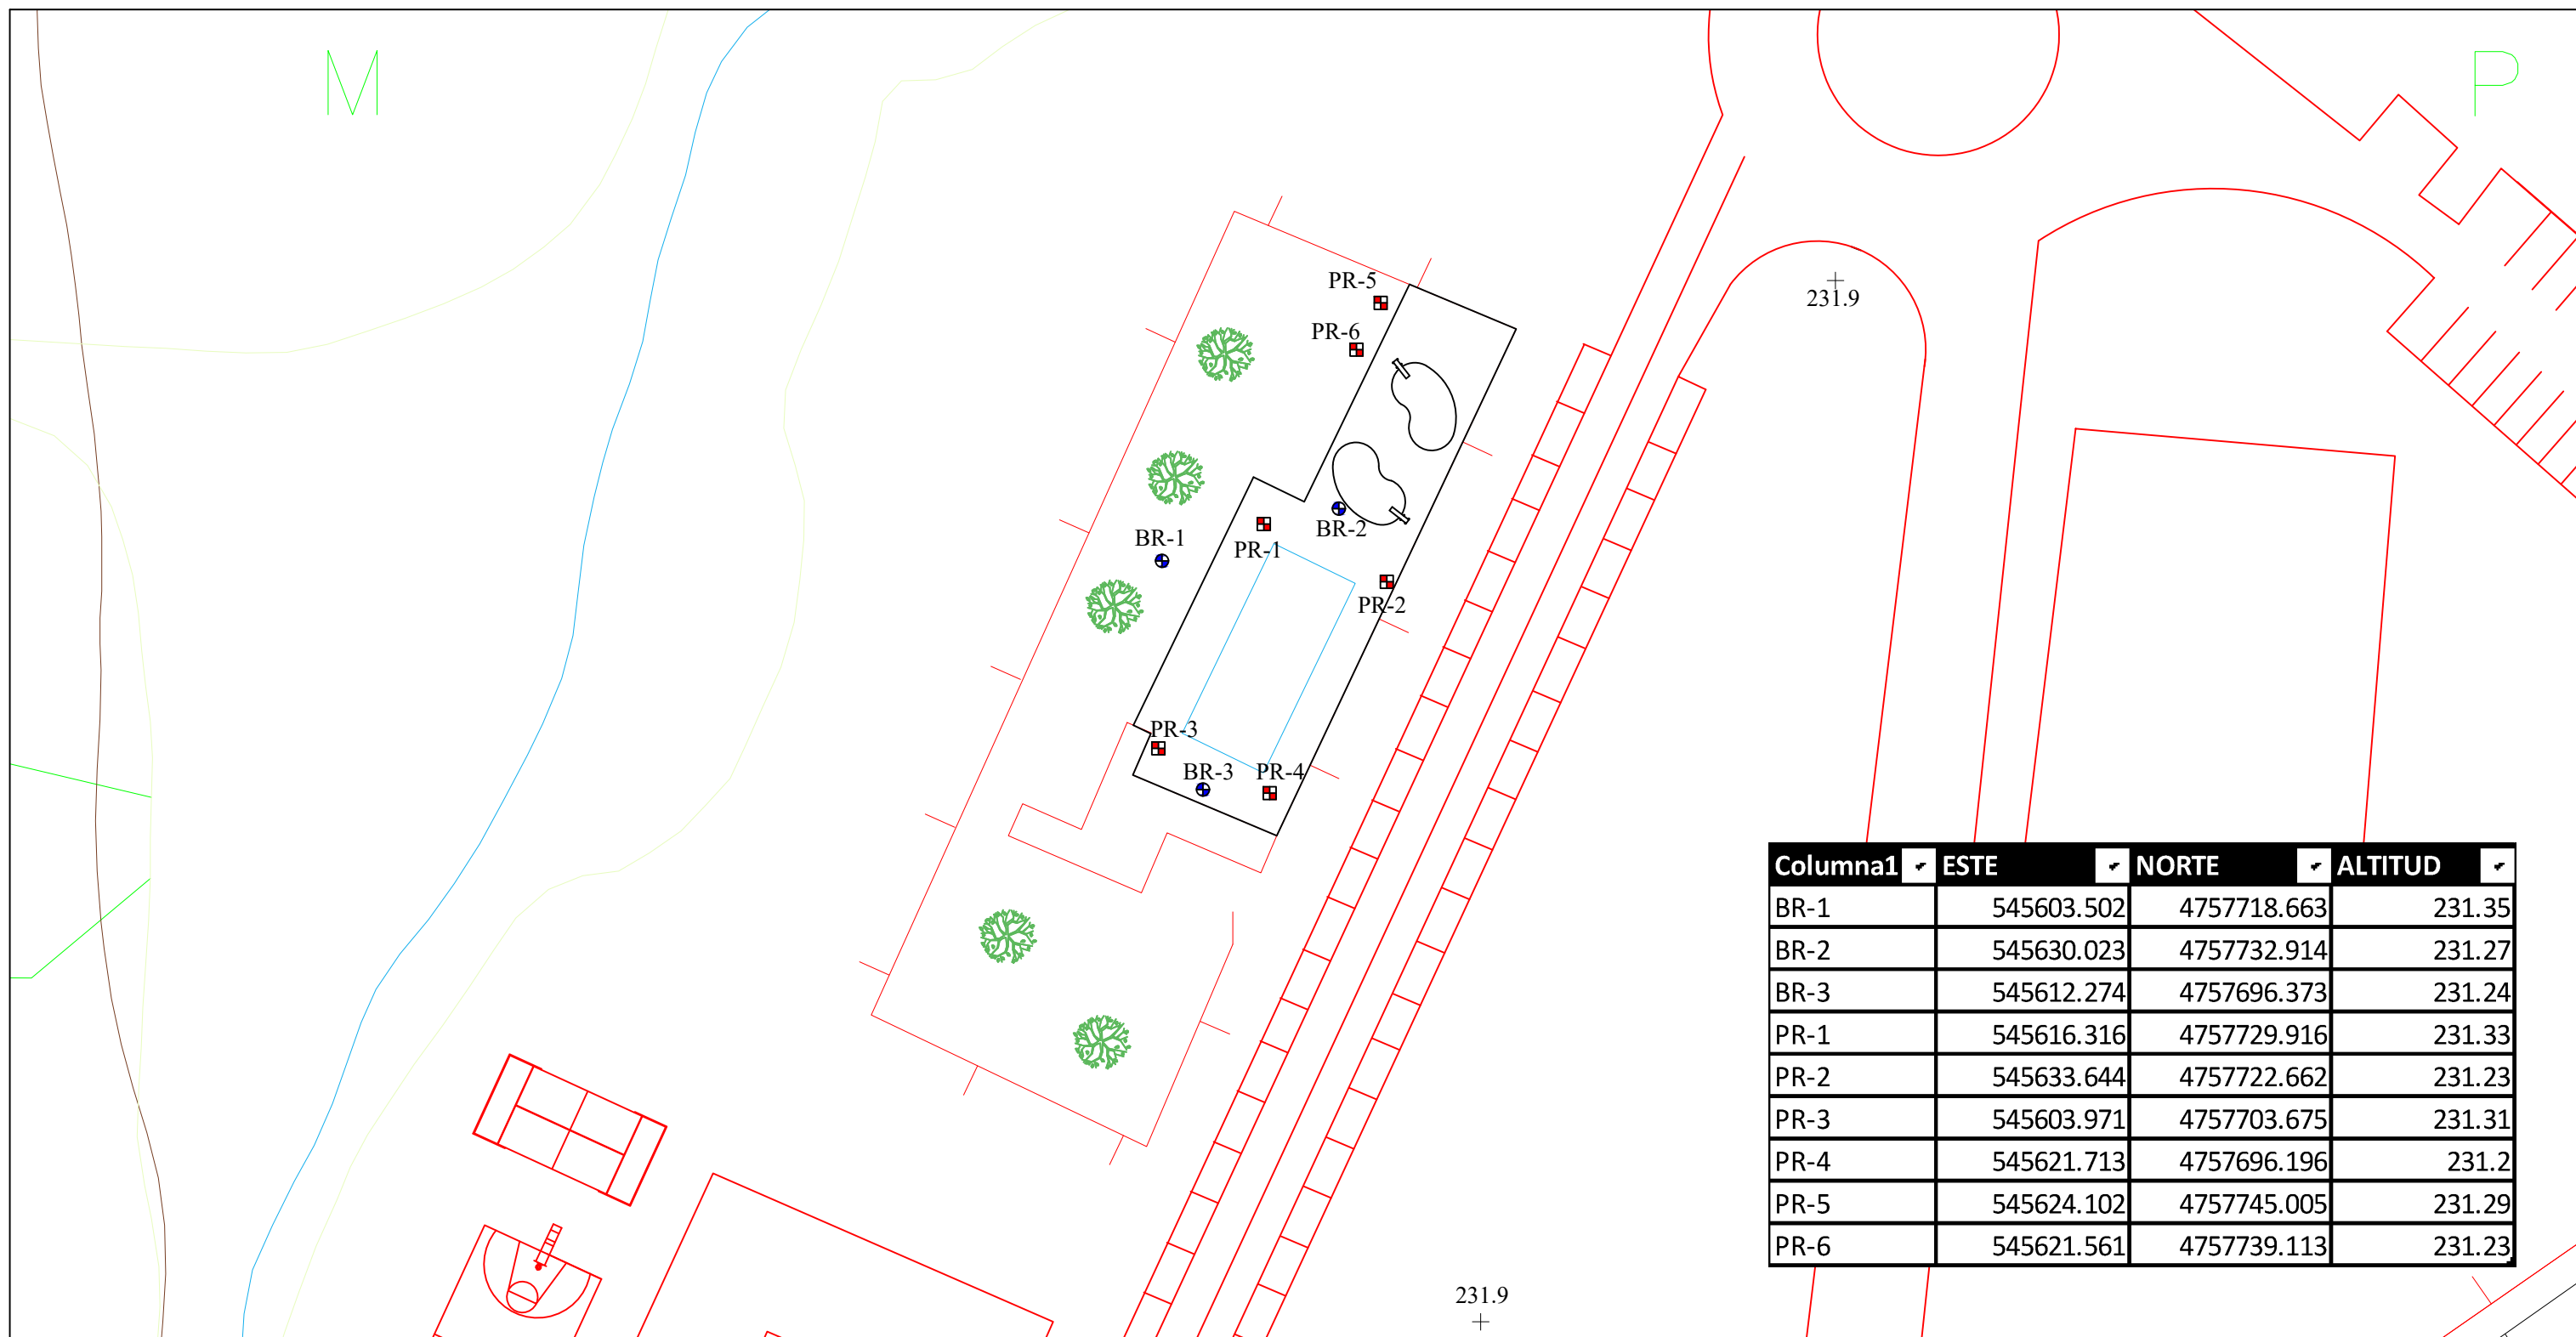 M
P
PR-5
231.9
PR-6
BR-2
BR-1
PR-1
PR-2
PR-3
BR-3
PR-4
Columna1 ESTE NORTE ALTITUD
BR-1 545603.502 4757718.663 231.35
BR-2 545630.023 4757732.914 231.27
BR-3 545612.274 4757696.373 231.24
PR-1 545616.316 4757729.916 231.33
PR-2 545633.644 4757722.662 231.23
PR-3 545603.971 4757703.675 231.31
PR-4 545621.713 4757696.196 231.2
PR-5 545624.102 4757745.005 231.29
PR-6 545621.561 4757739.113 231.23
231.9